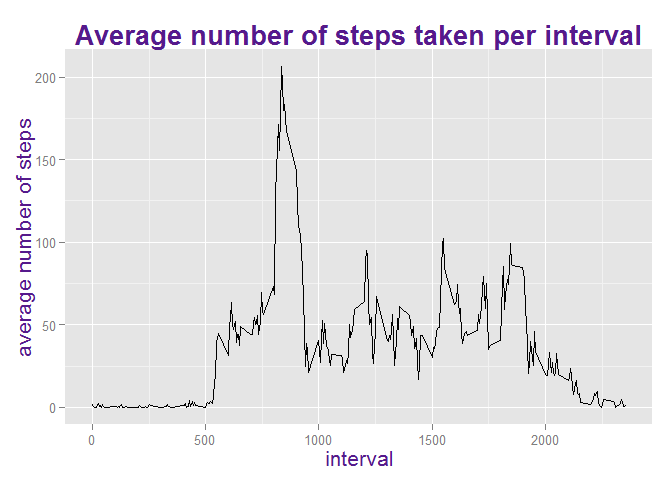 Average number of steps taken per interval
average number of steps
200
150
100
50
0
0 500 1000 1500 2000
interval